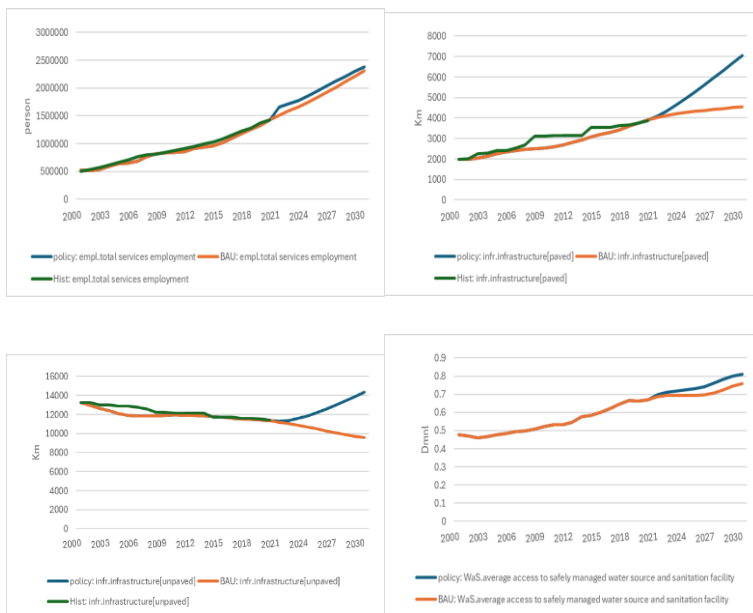 3000000
2500000
2000000
1500000
1000000
500000
0
person
2000 2003 2006 2009 2012 2015 2018 2021 2024 2027 2030
policy: empl.total services employment BAU: empl.total services employment
Hist: empl.total services employment
8000
7000
6000
5000
4000
3000
2000
1000
0
Km
2000 2003 2006 2009 2012 2015 2018 2021 2024 2027 2030
policy: infr.infrastructure[paved] BAU: infr.infrastructure[paved]
Hist: infr.infrastructure[paved]
16000
14000
12000
10000
8000
6000
4000
2000
0
Km
2000 2003 2006 2009 2012 2015 2018 2021 2024 2027 2030
policy: infr.infrastructure[unpaved] BAU: infr.infrastructure[unpaved]
Hist: infr.infrastructure[unpaved]
0.9
0.8
0.7
0.6
0.5
0.4
0.3
0.2
0.1
0
Dmnl
2000 2003 2006 2009 2012 2015 2018 2021 2024 2027 2030
policy: WaS.average access to safely managed water source and sanitation facility
BAU: WaS.average access to safely managed water source and sanitation facility